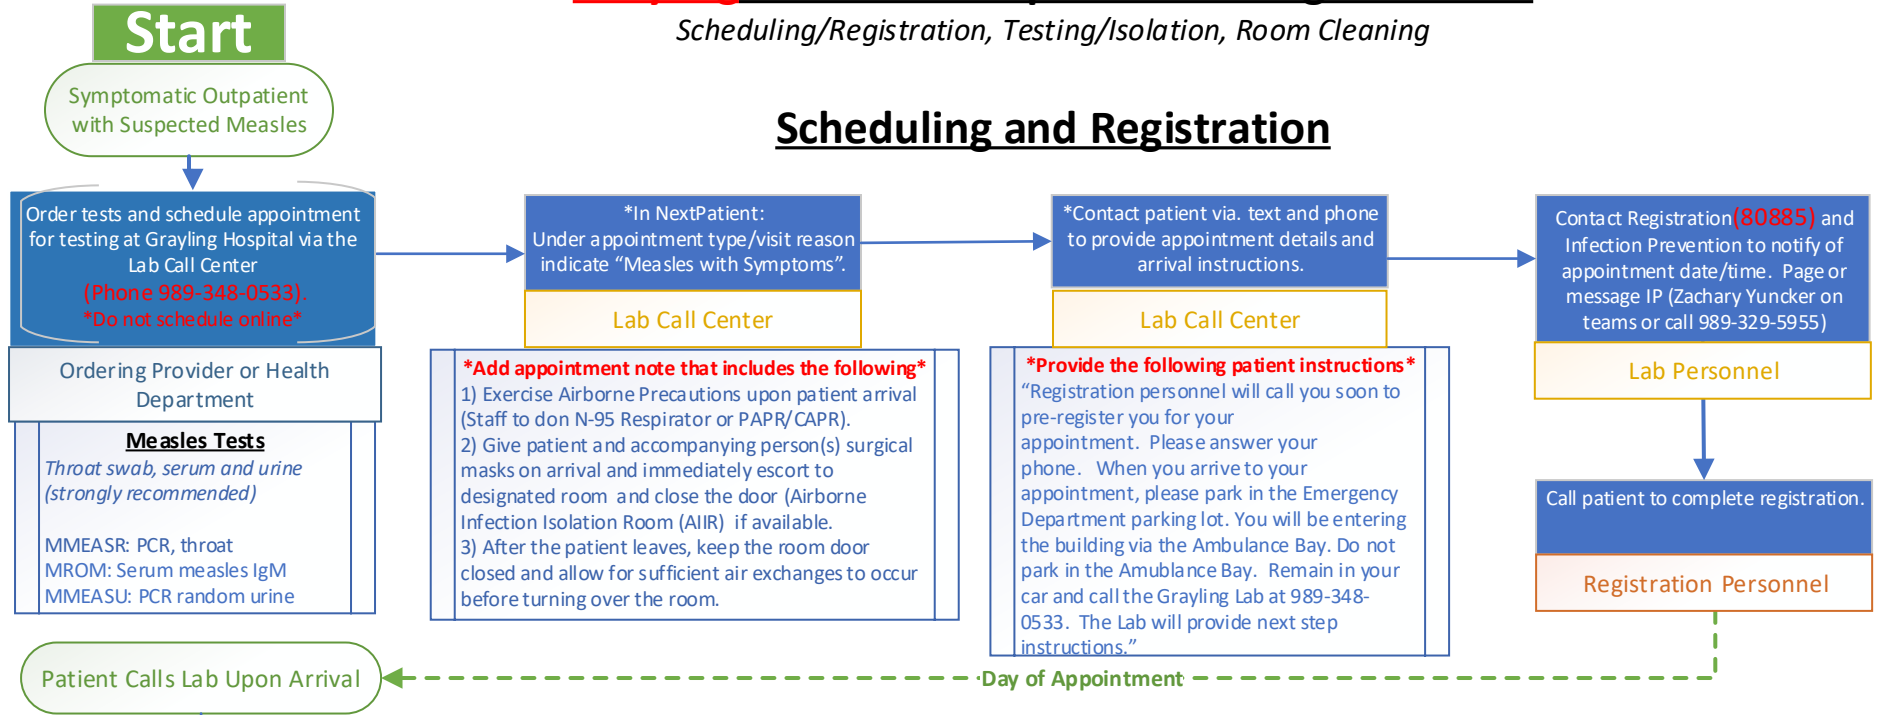 Start
Scheduling/Registration, Testing/Isolation, Room Cleaning
Symptomatic Outpatient
with Suspected Measles
Scheduling and Registration
Order tests and schedule appointment
for testing at Grayling Hospital via the
Lab Call Center
(Phone 989-348-0533).
*Do not schedule online*
Ordering Provider or Health
Department
Measles Tests
Throat swab, serum and urine
(strongly recommended)
MMEASR: PCR, throat
MROM: Serum measles IgM
MMEASU: PCR random urine
*In NextPatient:
Under appointment type/visit reason
indicate “Measles with Symptoms”.
Lab Call Center
*Add appointment note that includes the following*
1) Exercise Airborne Precautions upon patient arrival
(Staff to don N-95 Respirator or PAPR/CAPR).
2) Give patient and accompanying person(s) surgical
masks on arrival and immediately escort to
designated room and close the door (Airborne
Infection Isolation Room (AIIR) if available.
3) After the patient leaves, keep the room door
closed and allow for sufficient air exchanges to occur
before turning over the room.
*Contact patient via. text and phone
to provide appointment details and
arrival instructions.
Lab Call Center
*Provide the following patient instructions*
“Registration personnel will call you soon to
pre-register you for your
appointment. Please answer your
phone. When you arrive to your
appointment, please park in the Emergency
Department parking lot. You will be entering
the building via the Ambulance Bay. Do not
park in the Amublance Bay. Remain in your
car and call the Grayling Lab at 989-348-
0533. The Lab will provide next step
instructions.”
Contact Registration(80885) and
Infection Prevention to notify of
appointment date/time. Page or
message IP (Zachary Yuncker on
teams or call 989-329-5955)
Lab Personnel
Call patient to complete registration.
Registration Personnel
Day of Appointment
Patient Calls Lab Upon Arrival